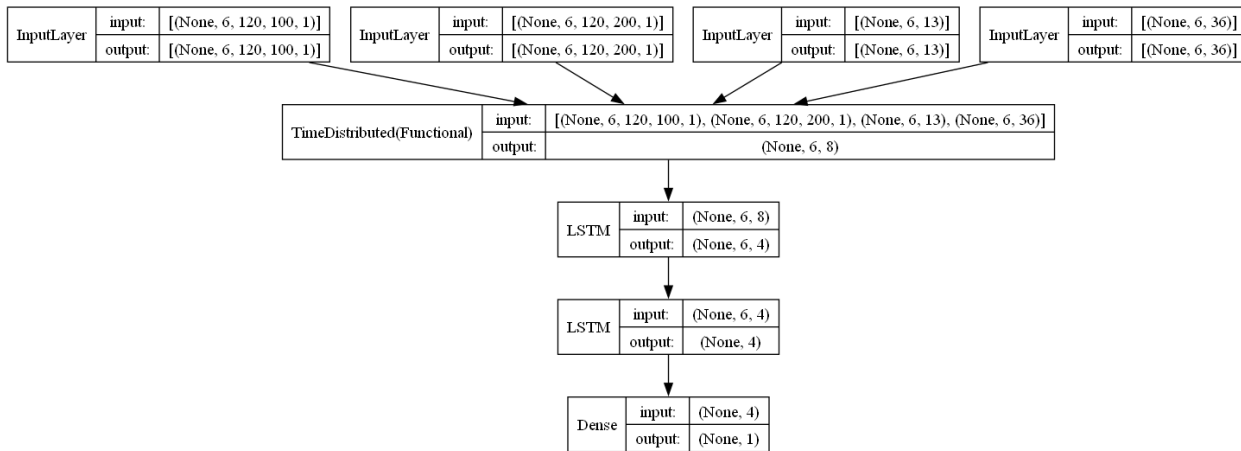 InputLayer input: [(None, 6, 120, 100, 1)] output: [(None, 6, 120, 100, 1)]
InputLayer input: [(None, 6, 120, 200, 1)] output: [(None, 6, 120, 200, 1)]
InputLayer input: [(None, 6, 13)] output: [(None, 6, 13)]
InputLayer input: [(None, 6, 36)] output: [(None, 6, 36)]
TimeDistributed(Functional) input: [(None, 6, 120, 100, 1), (None, 6, 120, 200, 1), (None, 6, 13), (None, 6, 36)]
output: (None, 6, 8)
LSTM input: (None, 6, 8)
output: (None, 6, 4)
LSTM input: (None, 6, 4)
output: (None, 4)
Dense input: (None, 4)
output: (None, 1)